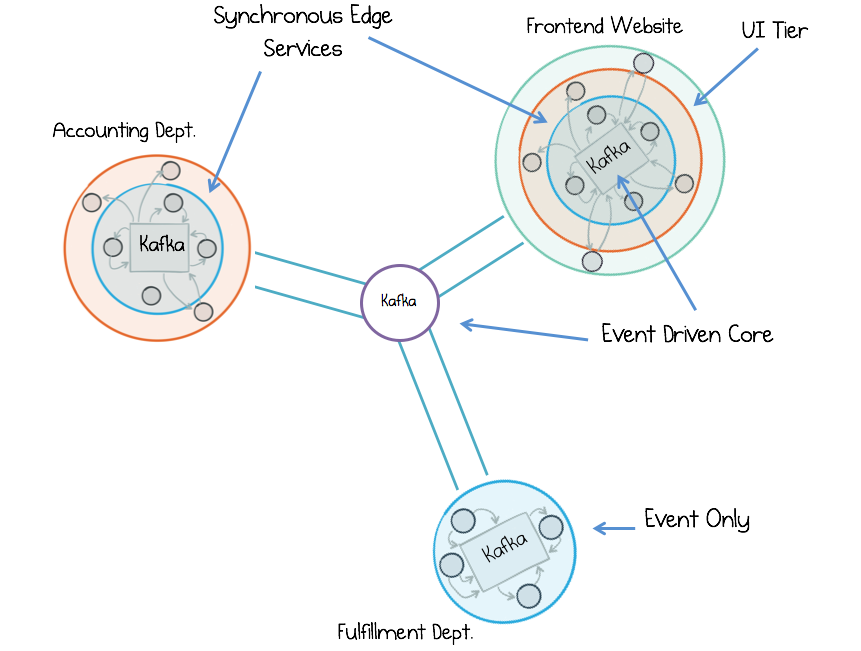 Synchronous Edge
Services
Frontend Website
UI Tier
Accounting Dept.
Kafka
Kafka
Kafka
Event Driven Core
Event Only
Kafka
Fulfillment Dept.